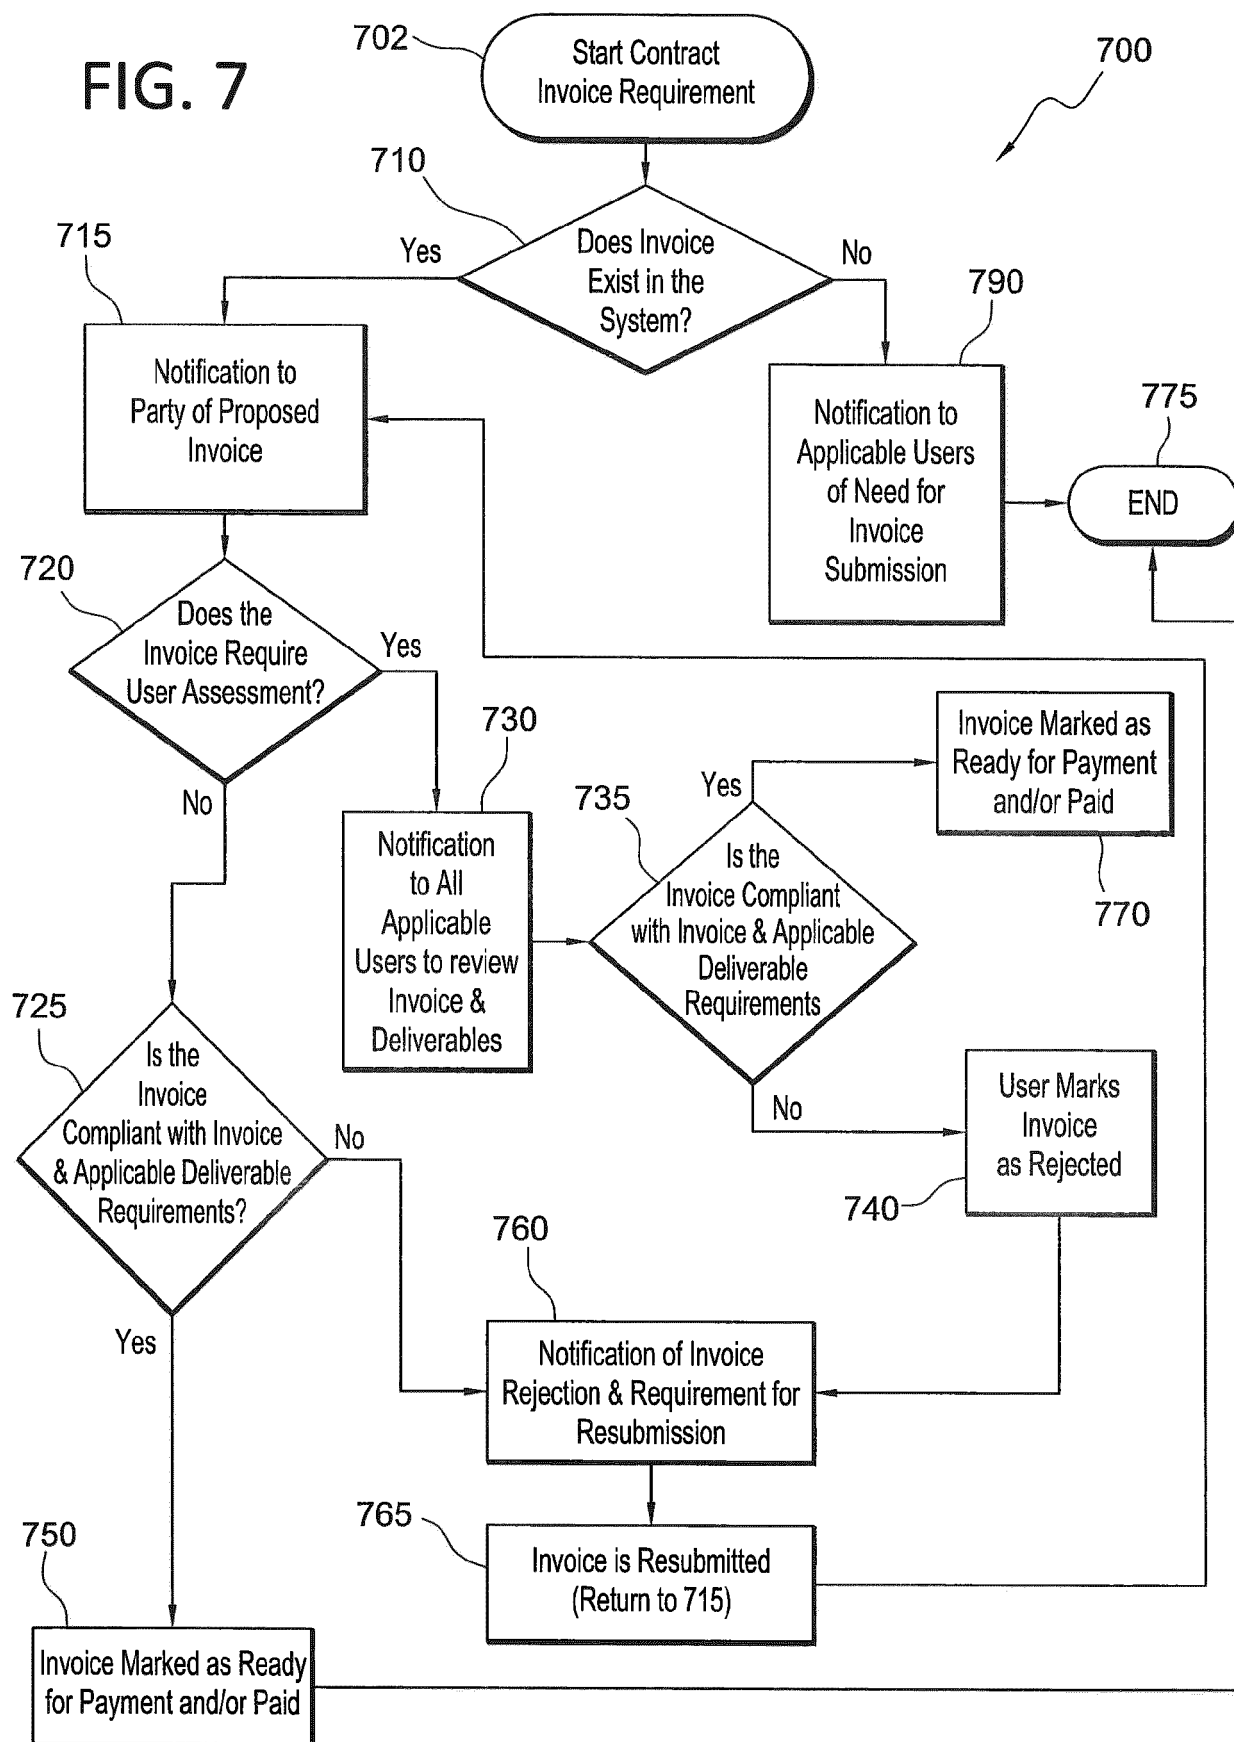 FIG. 7
702
Start Contract
Invoice Requirement
700
710
Does Invoice
Exist in the
System?
Yes
No
715
Notification to
Party of Proposed
Invoice
790
Notification to
Applicable Users
of Need for
Invoice
Submission
775
END
720
Does the
Invoice Require
User Assessment?
Yes
No
730
Notification
to All
Applicable
Users to review
Invoice &
Deliverables
735
Is the
Invoice Compliant
with Invoice & Applicable
Deliverable
Requirements
Yes
No
Invoice Marked as
Ready for Payment
and/or Paid
770
725
Is the
Invoice
Compliant with Invoice
& Applicable Deliverable
Requirements?
No
Yes
User Marks
Invoice
as Rejected
740
760
Notification of Invoice
Rejection & Requirement for
Resubmission
765
Invoice is Resubmitted
(Return to 715)
750
Invoice Marked as Ready
for Payment and/or Paid